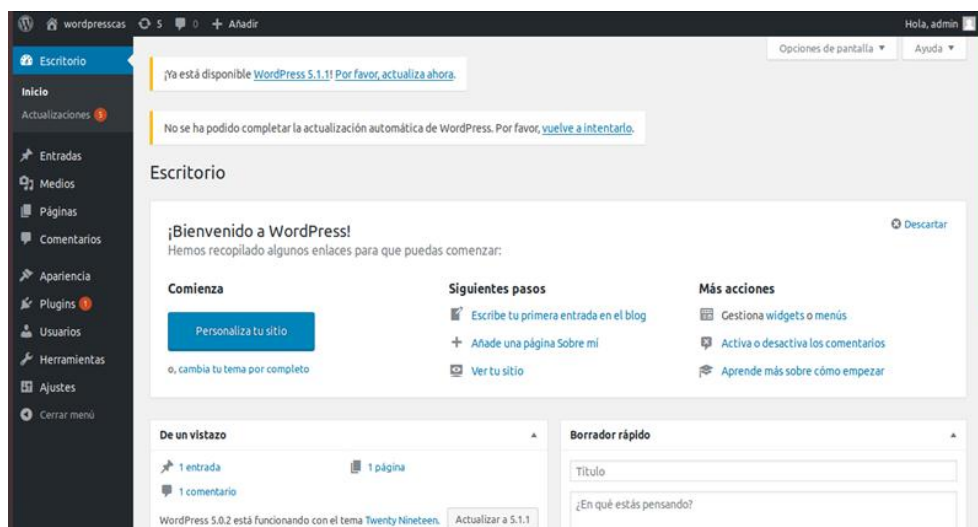 wordpresscas 5 0 + Añadir Hola, admin
Opciones de pantalla ▼ Ayuda ▼
Escritorio
Inicio
Actualizaciones 5
Entradas
Medios
Páginas
Comentarios
Apariencia
Plugins 1
Usuarios
Herramientas
Ajustes
Cerrar menú
¡Ya está disponible WordPress 5.1.1! Por favor, actualiza ahora.
No se ha podido completar la actualización automática de WordPress. Por favor, vuelve a intentarlo.
Escritorio
¡Bienvenido a WordPress!
Descartar
Hemos recopilado algunos enlaces para que puedas comenzar:
Comienza
Personaliza tu sitio
o, cambia tu tema por completo
Siguientes pasos
Escribe tu primera entrada en el blog
Añade una página Sobre mí
Ver tu sitio
Más acciones
Gestiona widgets o menús
Activa o desactiva los comentarios
Aprende más sobre cómo empezar
De un vistazo
1 entrada
1 página
1 comentario
WordPress 5.0.2 está funcionando con el tema Twenty Nineteen. Actualizar a 5.1.1
Borrador rápido
Título
¿En qué estás pensando?